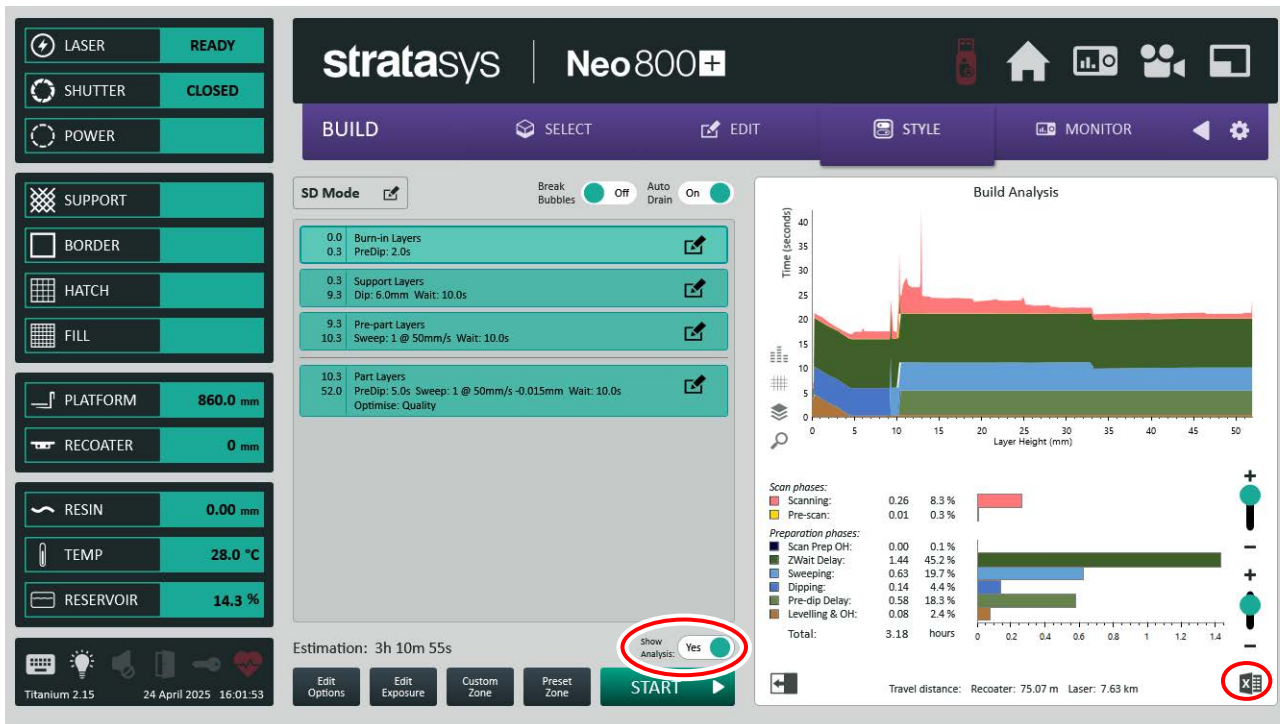 LASER READY
SHUTTER CLOSED
POWER
SUPPORT
BORDER
HATCH
FILL
PLATFORM 860.0 mm
RECOATER 0 mm
RESIN 0.00 mm
TEMP 28.0 °C
RESERVOIR 14.3 %
Titanium 2.15 24 April 2025 16:01:53
stratasys Neo800+
BUILD SELECT EDIT STYLE MONITOR
SD Mode
Break Bubbles Off
Auto Drain On
0.0 Burn-in Layers
0.3 PreDip: 2.0s
0.3 Support Layers
9.3 Dip: 6.0mm Wait: 10.0s
9.3 Pre-part Layers
10.3 Sweep: 1 @ 50mm/s Wait: 10.0s
10.3 Part Layers
52.0 PreDip: 5.0s Sweep: 1 @ 50mm/s -0.015mm Wait: 10.0s
Optimise: Quality
Estimation: 3h 10m 55s
Show
Analysis: Yes
Edit Options
Edit Exposure
Custom Zone
Preset Zone
START
Build Analysis
Time (seconds)
40
35
30
25
20
15
10
5
0
0 5 10 15 20 25 30 35 40 45 50
Layer Height (mm)
Scan phases:
Scanning: 0.26 8.3 %
Pre-scan: 0.01 0.3 %
Preparation phases:
Scan Prep OH: 0.00 0.1 %
ZWait Delay: 1.44 45.2 %
Sweeping: 0.63 19.7 %
Dipping: 0.14 4.4 %
Pre-dip Delay: 0.58 18.3 %
Levelling & OH: 0.08 2.4 %
Total: 3.18 hours
0 0.2 0.4 0.6 0.8 1 1.2 1.4
+
−
+
−
Travel distance: Recoater: 75.07 m Laser: 7.63 km
X